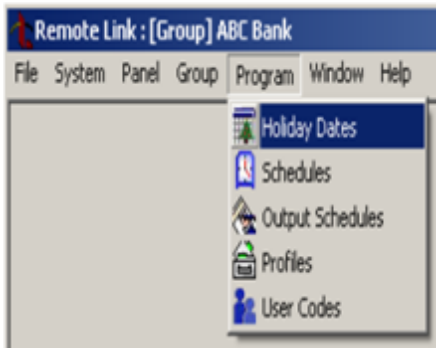 Remote Link : [Group] ABC Bank
File System Panel Group Program Window Help
Holiday Dates
Schedules
Output Schedules
Profiles
User Codes